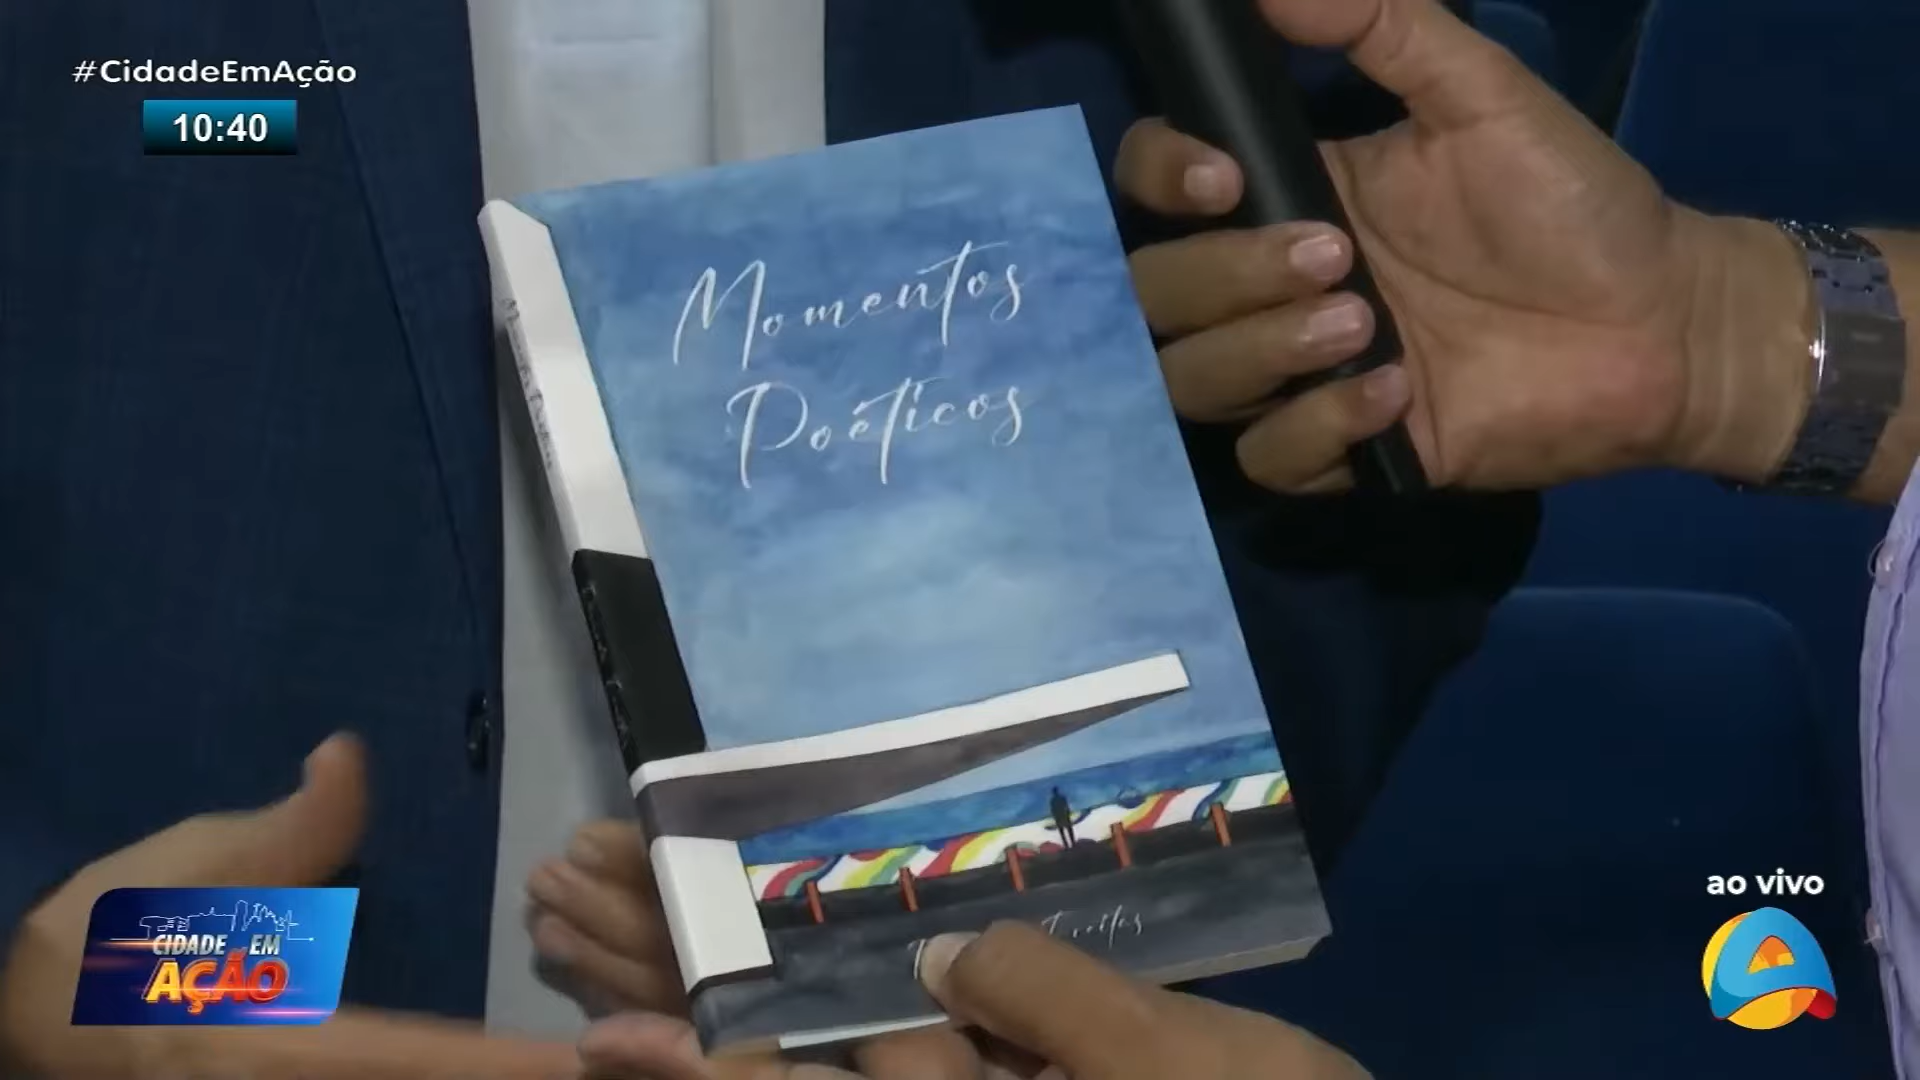 #CidadeEmAção
10:40
Momentos
Poéticos
CIDADE EM
AÇÃO
ao vivo